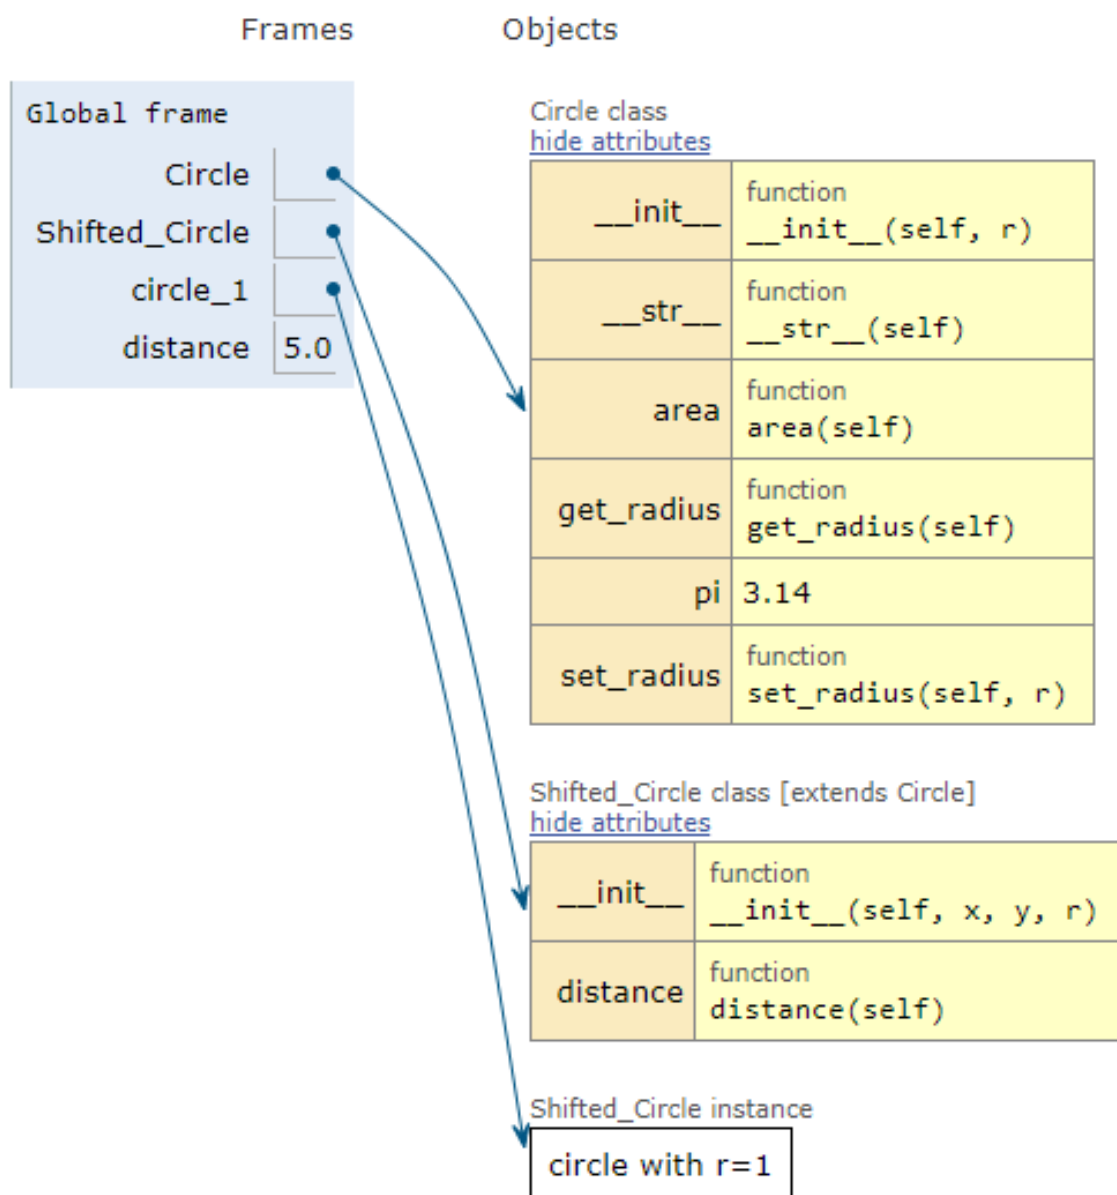 Frames
Objects
Global frame
Circle
Shifted_Circle
circle_1
distance 5.0
Circle class
hide attributes
__init__
function
__init__(self, r)
__str__
function
__str__(self)
area
function
area(self)
get_radius
function
get_radius(self)
pi 3.14
set_radius
function
set_radius(self, r)
Shifted_Circle class [extends Circle]
hide attributes
__init__
function
__init__(self, x, y, r)
distance
function
distance(self)
Shifted_Circle instance
circle with r=1